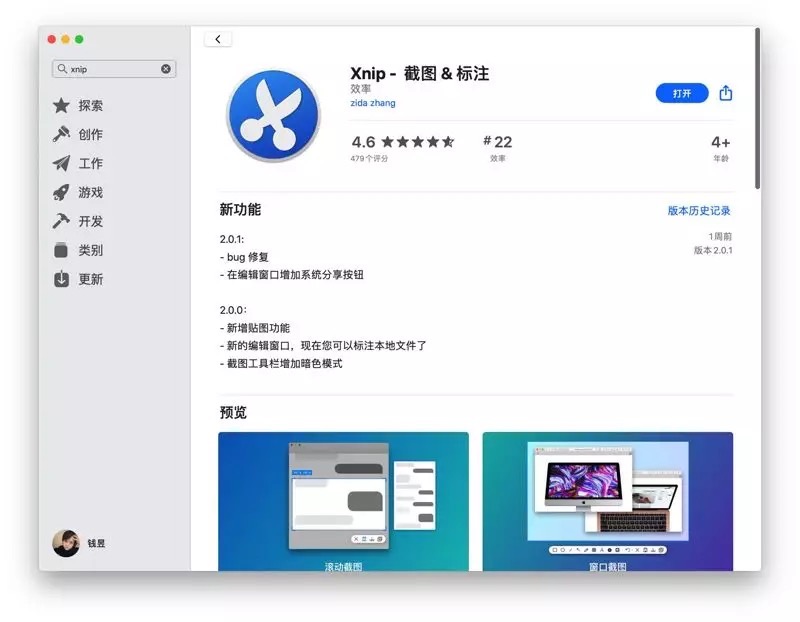 xnip
探索
创作
工作
游戏
开发
类别
更新
钱昱
Xnip - 截图 & 标注
效率
zida zhang
打开
4.6
479 个评分
#22
效率
4+
年龄
新功能
版本历史记录
2.0.1:
- bug 修复
- 在编辑窗口增加系统分享按钮
1周前
版本 2.0.1
2.0.0:
- 新增贴图功能
- 新的编辑窗口，现在您可以标注本地文件了
- 截图工具栏增加暗色模式
预览
滚动截图
窗口截图